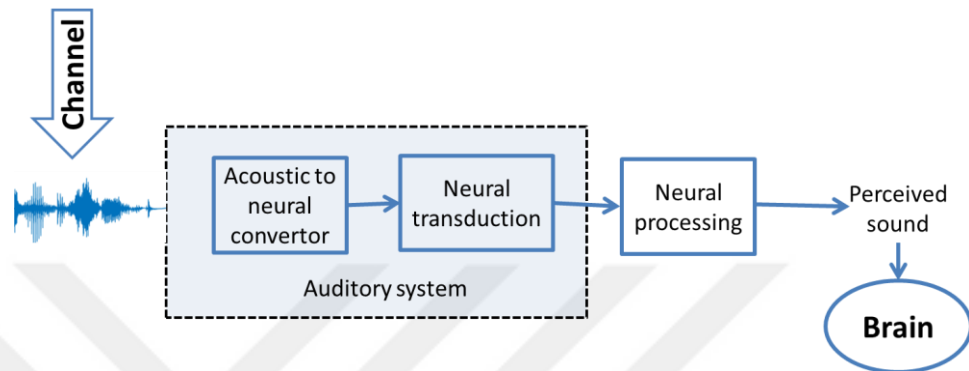 Channel
Acoustic to
neural
convertor
Neural
transduction
Auditory system
Neural
processing
Perceived
sound
Brain